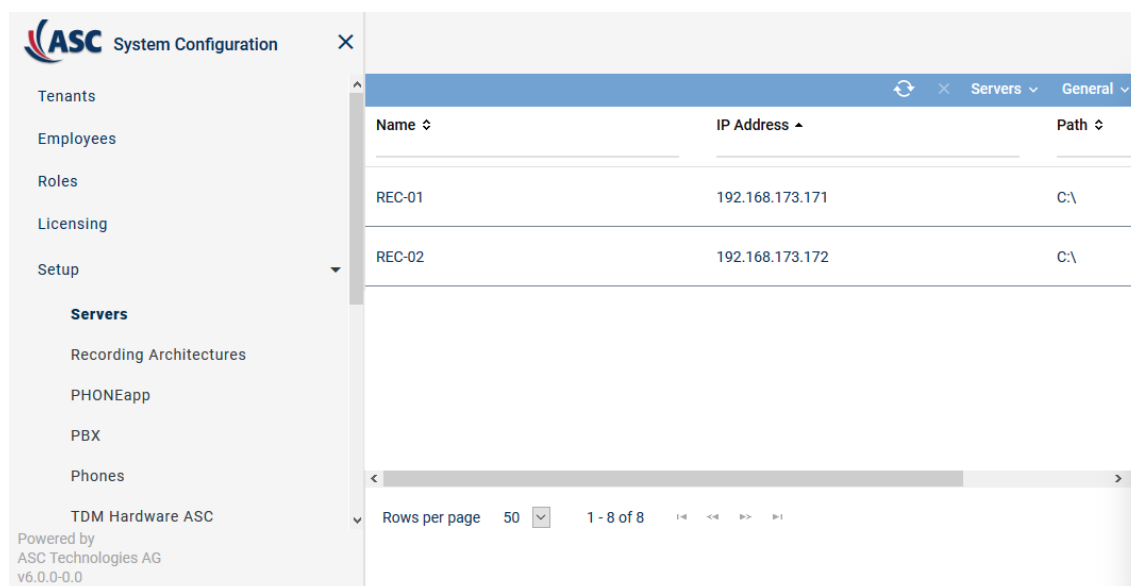 ASC System Configuration
Tenants
Employees
Roles
Licensing
Setup
Servers
Recording Architectures
PHONEapp
PBX
Phones
TDM Hardware ASC
Powered by
ASC Technologies AG
v6.0.0-0.0
Servers General
Name IP Address Path
REC-01 192.168.173.171 C:\
REC-02 192.168.173.172 C:\
Rows per page 50 1 - 8 of 8